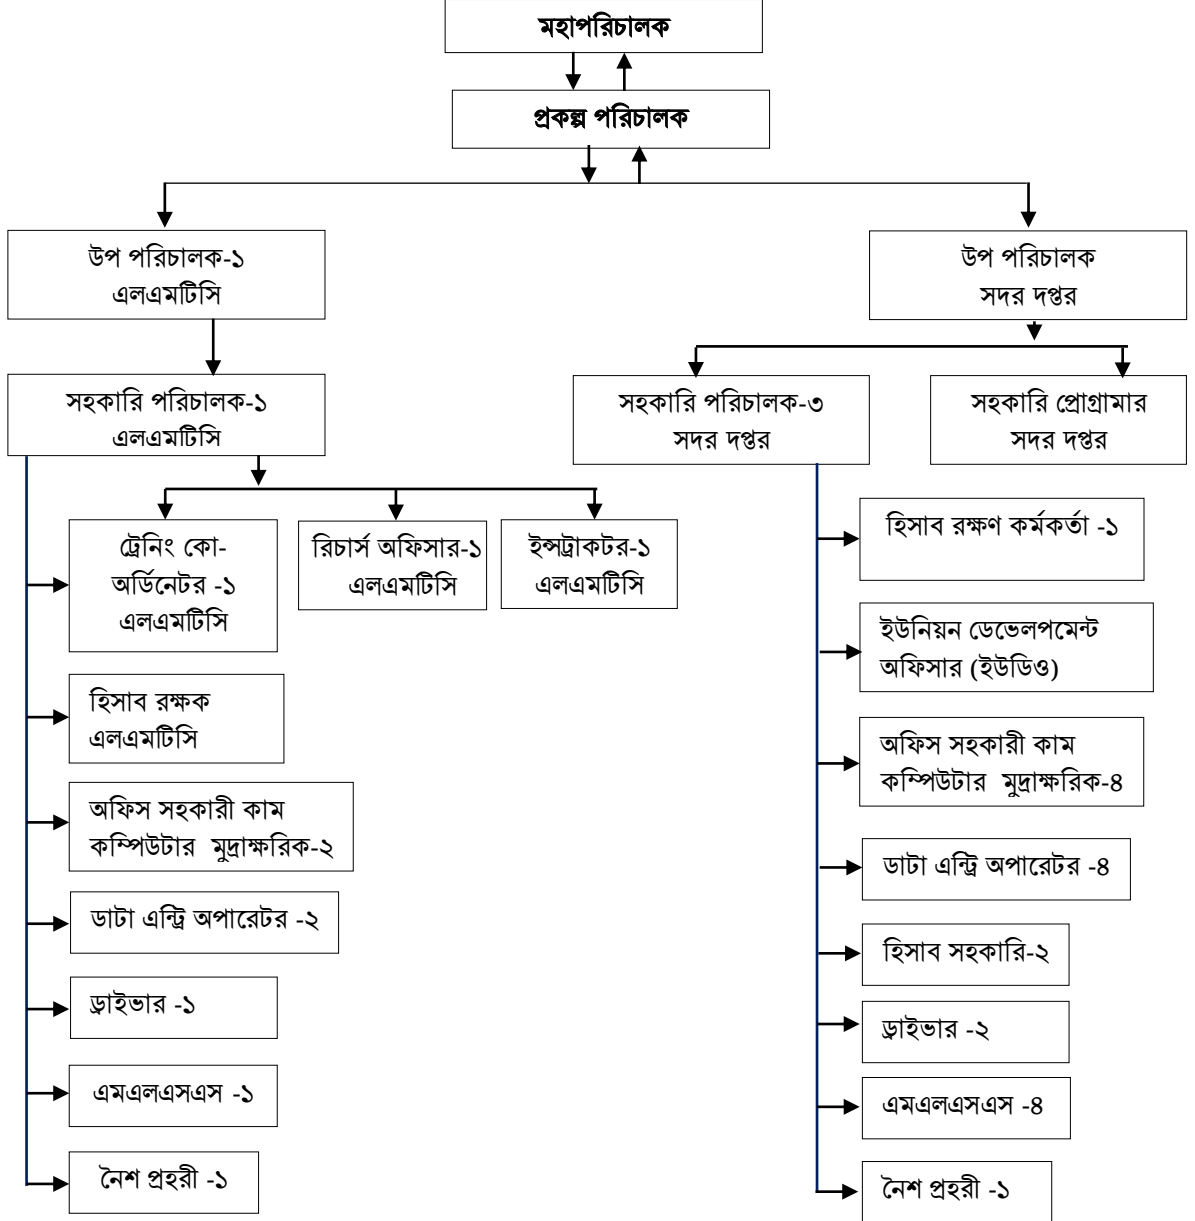 মহাপরিচালক
প্রকল্প পরিচালক
উপ পরিচালক-১
এলএমটিসি
উপ পরিচালক
সদর দপ্তর
সহকারি পরিচালক-১
এলএমটিসি
সহকারি পরিচালক-৩
সদর দপ্তর
সহকারি প্রোগ্রামার
সদর দপ্তর
ট্রেনিং কো-
অর্ডিনেটর -১
এলএমটিসি
রিচার্স অফিসার-১
এলএমটিসি
ইন্সট্রাকটর-১
এলএমটিসি
হিসাব রক্ষক
এলএমটিসি
অফিস সহকারী কাম
কম্পিউটার মুদ্রাক্ষরিক-২
ডাটা এন্ট্রি অপারেটর -২
ড্রাইভার -১
এমএলএসএস -১
নৈশ প্রহরী -১
হিসাব রক্ষণ কর্মকর্তা -১
ইউনিয়ন ডেভেলপমেন্ট
অফিসার (ইউডিও)
অফিস সহকারী কাম
কম্পিউটার মুদ্রাক্ষরিক-৪
ডাটা এন্ট্রি অপারেটর -৪
হিসাব সহকারি-২
ড্রাইভার -২
এমএলএসএস -৪
নৈশ প্রহরী -১